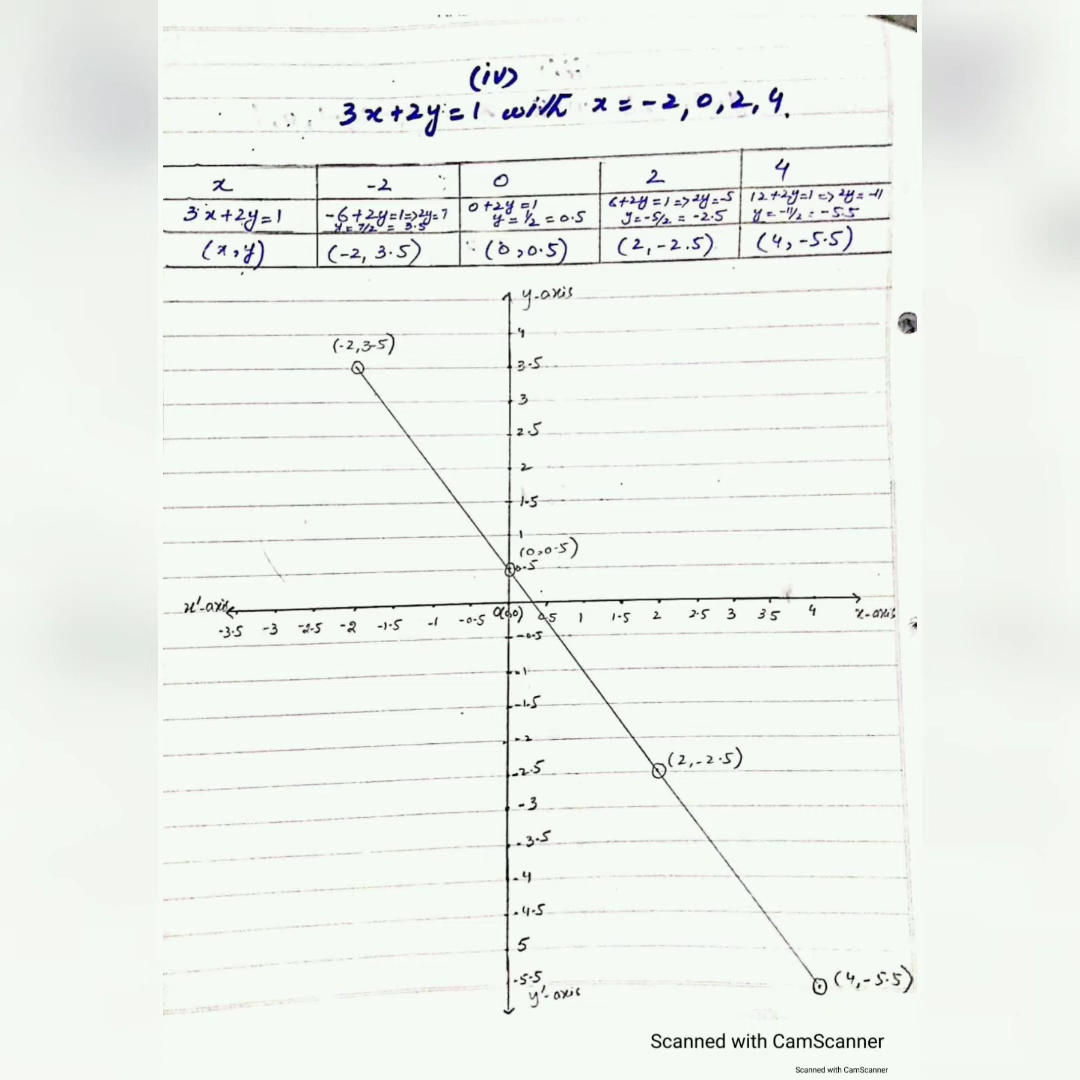 (iv)
3x+2y=1 with x=-2,0,2,4.
x -2 0 2 4
3x+2y=1 -6+2y=1=>2y=7 0+2y=1 6+2y=1=>2y=-5 12+2y=1=>2y=-11
y=7/2=3.5 y=1/2=0.5 y=-5/2=-2.5 y=-11/2=-5.5
(x,y) (-2,3.5) (0,0.5) (2,-2.5) (4,-5.5)
y-axis
4
(-2,3.5)
3.5
3
2.5
2
1.5
1
(0,0.5)
0.5
x'-axis x-axis
-3.5 -3 -2.5 -2 -1.5 -1 -0.5 O(0,0) 0.5 1 1.5 2 2.5 3 3.5 4
-0.5
-1
-1.5
-2
(2,-2.5)
-2.5
-3
-3.5
-4
-4.5
5
-5.5 (4,-5.5)
y'-axis
Scanned with CamScanner
Scanned with CamScanner